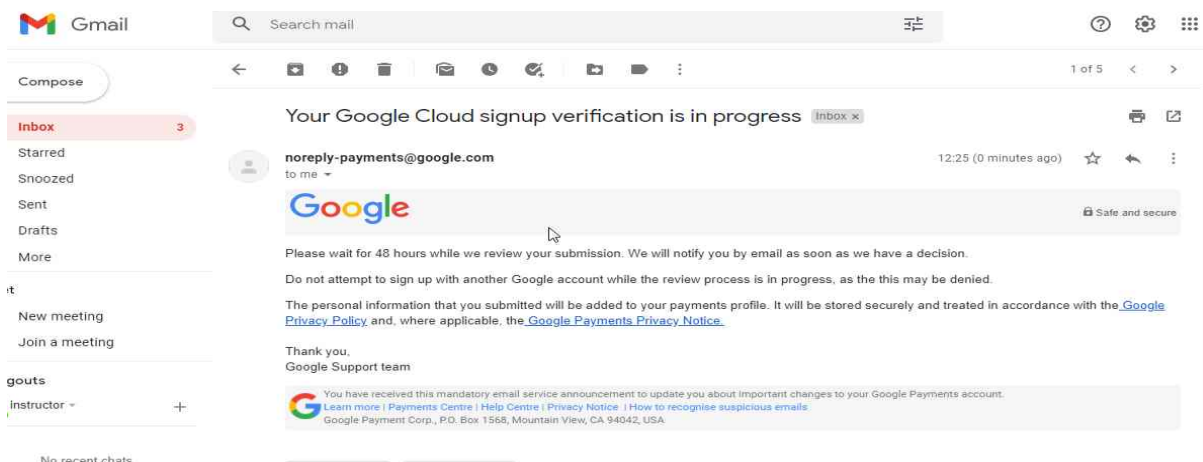 Gmail
Search mail
Compose
1 of 5
Your Google Cloud signup verification is in progress Inbox x
Inbox 3
Starred
noreply-payments@google.com 12:25 (0 minutes ago)
to me
Snoozed
Sent
Google
Safe and secure
Drafts
More
Please wait for 48 hours while we review your submission. We will notify you by email as soon as we have a decision.
Do not attempt to sign up with another Google account while the review process is in progress, as the this may be denied.
The personal information that you submitted will be added to your payments profile. It will be stored securely and treated in accordance with the Google
Privacy Policy and, where applicable, the Google Payments Privacy Notice.
et
New meeting
Join a meeting
Thank you,
Google Support team
gouts
instructor
You have received this mandatory email service announcement to update you about important changes to your Google Payments account.
Learn more | Payments Centre | Help Centre | Privacy Notice | How to recognise suspicious emails
Google Payment Corp., P.O. Box 1568, Mountain View, CA 94042, USA
No recent chats